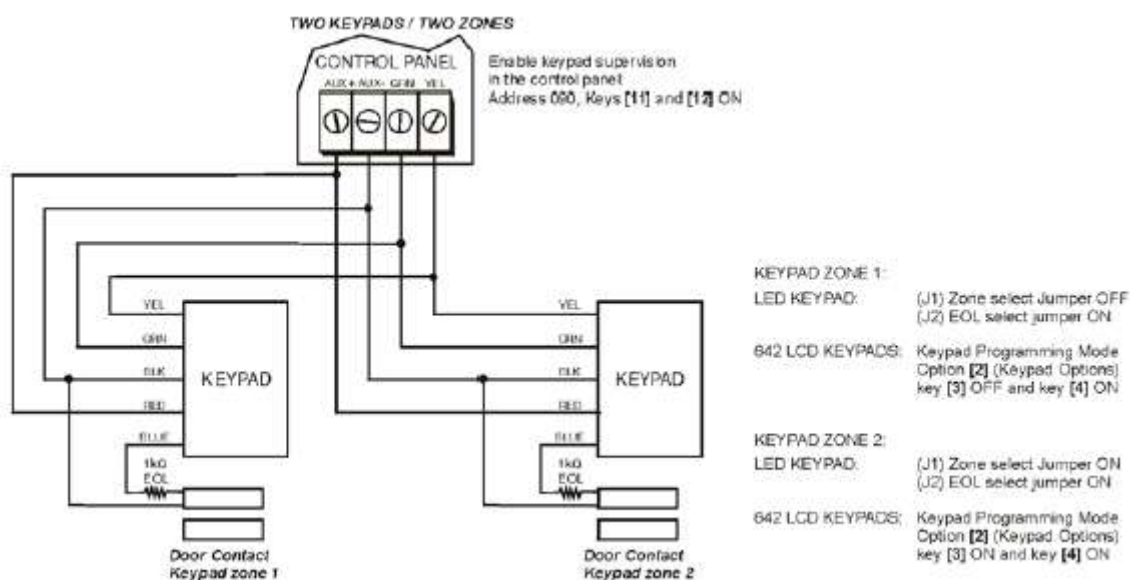 TWO KEYPADS / TWO ZONES
CONTROL PANEL
AUX+ AUX- GRN YEL
Enable keypad supervision
in the control panel
Address 090, Keys [11] and [12] ON
YEL
GRN
BLK
RED
BLUE
KEYPAD
1kΩ
EOL
Door Contact
Keypad zone 1
YEL
GRN
BLK
RED
BLUE
KEYPAD
1kΩ
EOL
Door Contact
Keypad zone 2
KEYPAD ZONE 1:
LED KEYPAD: (J1) Zone select Jumper OFF
(J2) EOL select jumper ON
642 LCD KEYPADS: Keypad Programming Mode
Option [2] (Keypad Options)
key [3] OFF and key [4] ON
KEYPAD ZONE 2:
LED KEYPAD: (J1) Zone select Jumper ON
(J2) EOL select jumper ON
642 LCD KEYPADS: Keypad Programming Mode
Option [2] (Keypad Options)
key [3] ON and key [4] ON